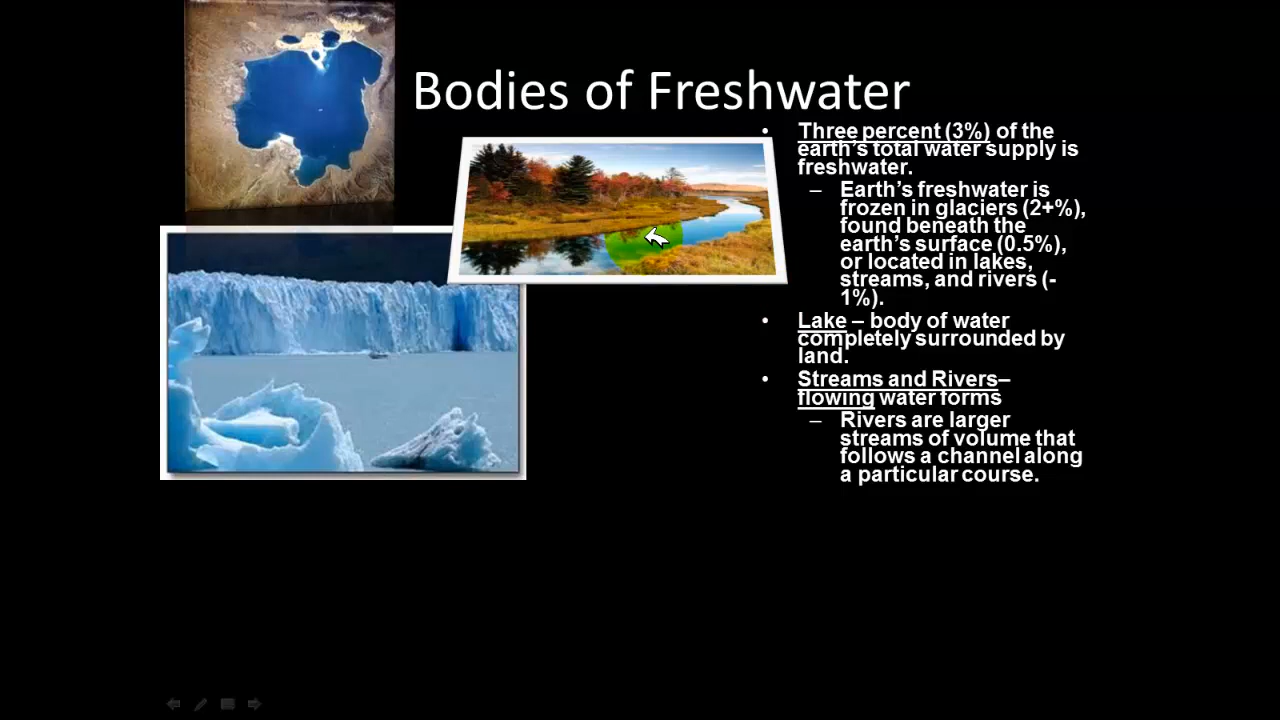 Bodies of Freshwater
• Three percent (3%) of the
earth's total water supply is
freshwater.
– Earth's freshwater is
frozen in glaciers (2+%),
found beneath the
earth's surface (0.5%),
or located in lakes,
streams, and rivers (-
1%).
• Lake – body of water
completely surrounded by
land.
• Streams and Rivers–
flowing water forms
– Rivers are larger
streams of volume that
follows a channel along
a particular course.